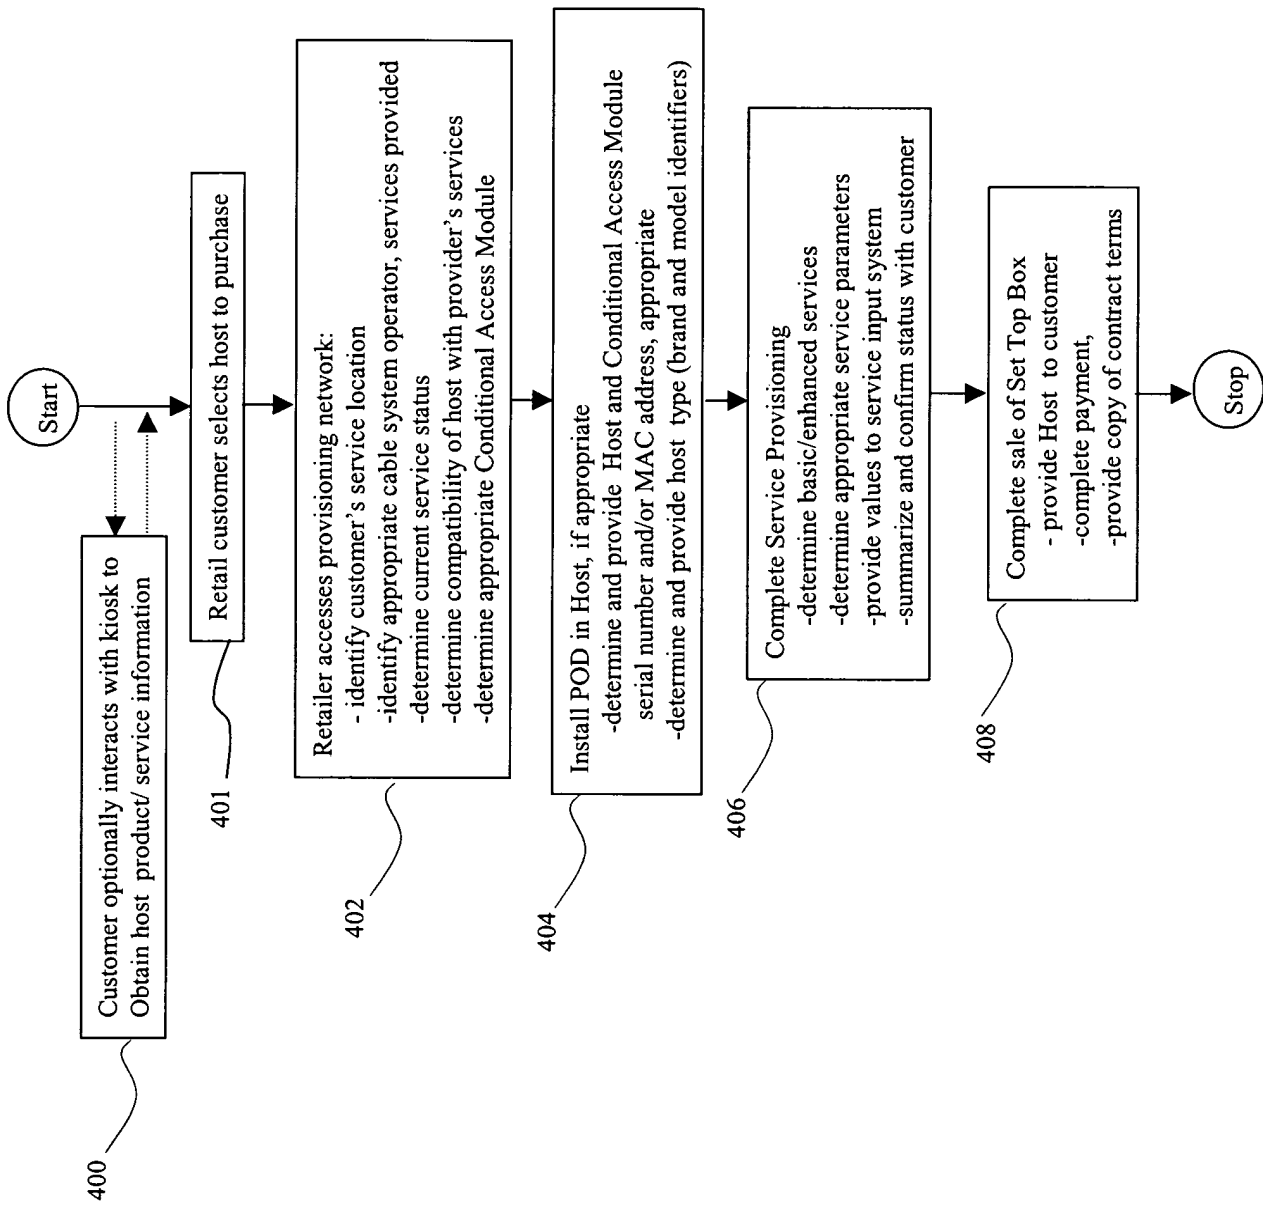 Start
Customer optionally interacts with kiosk to
Obtain host product/ service information
400
Retail customer selects host to purchase
401
Retailer accesses provisioning network:
- identify customer's service location
-identify appropriate cable system operator, services provided
-determine current service status
-determine compatibility of host with provider's services
-determine appropriate Conditional Access Module
402
Install POD in Host, if appropriate
-determine and provide Host and Conditional Access Module
serial number and/or MAC address, appropriate
-determine and provide host type (brand and model identifiers)
404
Complete Service Provisioning
-determine basic/enhanced services
-determine appropriate service parameters
-provide values to service input system
-summarize and confirm status with customer
406
Complete sale of Set Top Box
- provide Host to customer
-complete payment,
-provide copy of contract terms
408
Stop